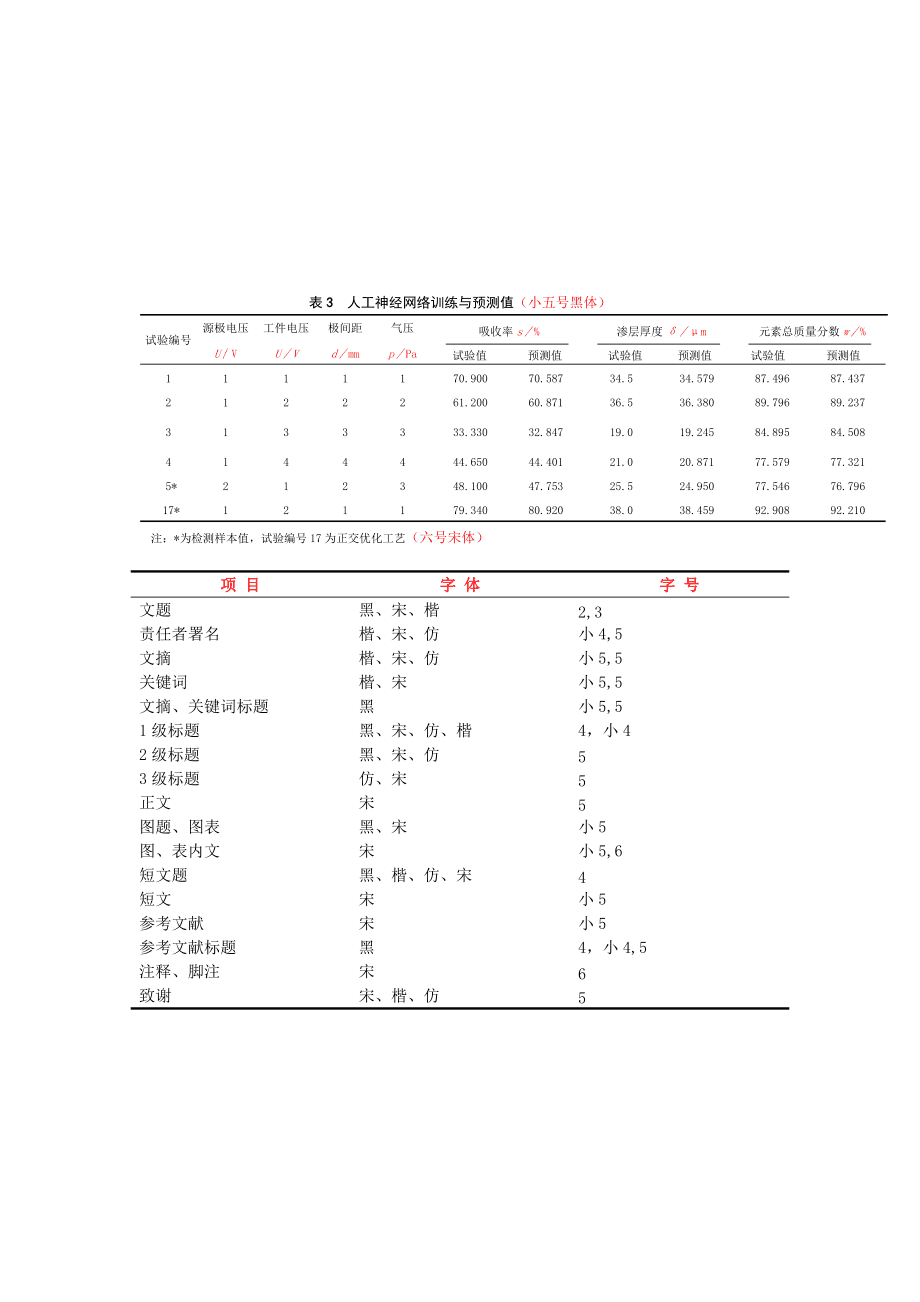 表 3 人工神经网络训练与预测值(小五号黑体)
试验编号 源极电压 工件电压 极间距 气压 吸收率 s/% 渗层厚度 δ/μm 元素总质量分数 w/%
U/V U/V d/mm p/Pa 试验值 预测值 试验值 预测值 试验值 预测值
1 1 1 1 1 70.900 70.587 34.5 34.579 87.496 87.437
2 1 2 2 2 61.200 60.871 36.5 36.380 89.796 89.237
3 1 3 3 3 33.330 32.847 19.0 19.245 84.895 84.508
4 1 4 4 4 44.650 44.401 21.0 20.871 77.579 77.321
5* 2 1 2 3 48.100 47.753 25.5 24.950 77.546 76.796
17* 1 2 1 1 79.340 80.920 38.0 38.459 92.908 92.210
注：*为检测样本值，试验编号 17 为正交优化工艺(六号宋体)
项 目 字 体 字 号
文题 黑、宋、楷 2,3
责任者署名 楷、宋、仿 小 4,5
文摘 楷、宋、仿 小 5,5
关键词 楷、宋 小 5,5
文摘、关键词标题 黑 小 5,5
1 级标题 黑、宋、仿、楷 4，小 4
2 级标题 黑、宋、仿 5
3 级标题 仿、宋 5
正文 宋 5
图题、图表 黑、宋 小 5
图、表内文 宋 小 5,6
短文题 黑、楷、仿、宋 4
短文 宋 小 5
参考文献 宋 小 5
参考文献标题 黑 4，小 4,5
注释、脚注 宋 6
致谢 宋、楷、仿 5